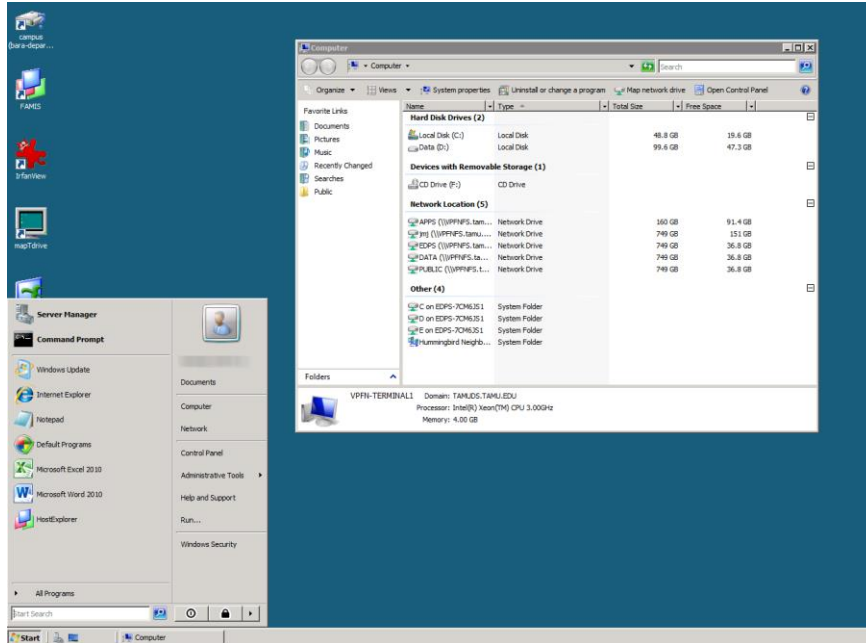 campus
(bara-depar...
FAMIS
IrfanView
mapTdrive
Computer
Computer
Search
Organize
Views
System properties
Uninstall or change a program
Map network drive
Open Control Panel
Favorite Links
Documents
Pictures
Music
Recently Changed
Searches
Public
Folders
Name Type Total Size Free Space
Hard Disk Drives (2)
Local Disk (C:) Local Disk 48.8 GB 19.6 GB
Data (D:) Local Disk 99.6 GB 47.3 GB
Devices with Removable Storage (1)
CD Drive (F:) CD Drive
Network Location (5)
APPS (\\VPFNFS.tam... Network Drive 160 GB 91.4 GB
jmj (\\VPFNFS.tamu.... Network Drive 749 GB 151 GB
EDPS (\\VPFNFS.tam... Network Drive 749 GB 36.8 GB
DATA (\\VPFNFS.ta... Network Drive 749 GB 36.8 GB
PUBLIC (\\VPFNFS.t... Network Drive 749 GB 36.8 GB
Other (4)
C on EDPS-7CM6JS1 System Folder
D on EDPS-7CM6JS1 System Folder
E on EDPS-7CM6JS1 System Folder
Hummingbird Neighb... System Folder
VPFN-TERMINAL1 Domain: TAMUDS.TAMU.EDU
Processor: Intel(R) Xeon(TM) CPU 3.00GHz
Memory: 4.00 GB
Server Manager
Command Prompt
Windows Update
Internet Explorer
Notepad
Default Programs
Microsoft Excel 2010
Microsoft Word 2010
HostExplorer
All Programs
Start Search
Documents
Computer
Network
Control Panel
Administrative Tools
Help and Support
Run...
Windows Security
Start
Computer